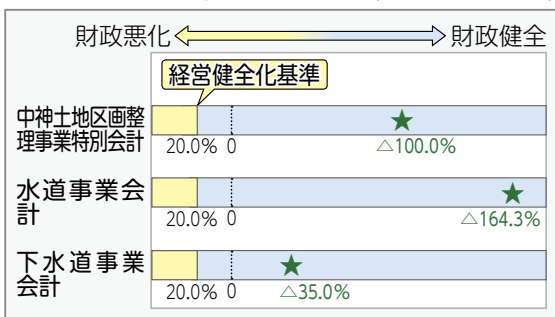 財政悪化 財政健全
経営健全化基準
中神土地区画整
理事業特別会計
20.0% 0 △100.0%
水道事業会
計
20.0% 0 △164.3%
下水道事業
会計
20.0% 0 △35.0%